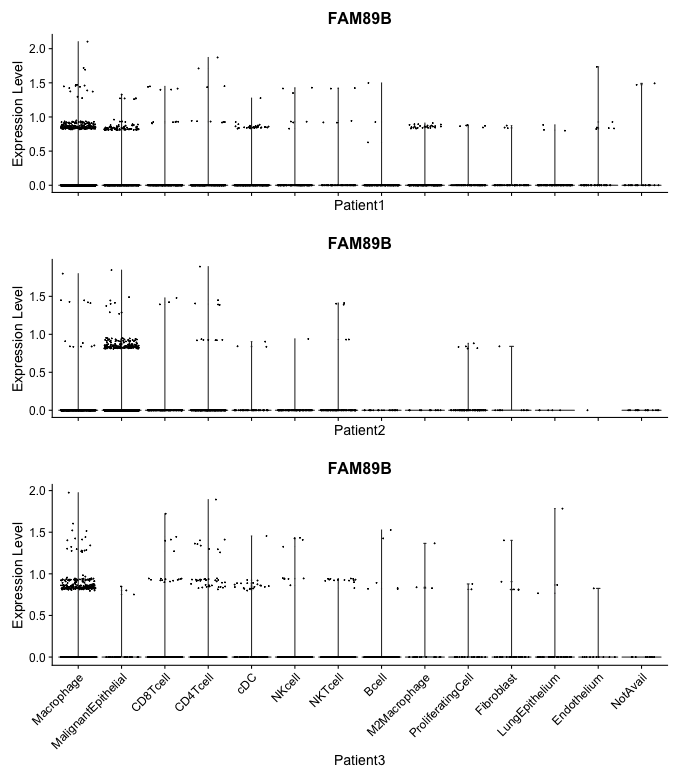 FAM89B
Expression Level
2.0
1.5
1.0
0.5
0.0
Patient1
FAM89B
Expression Level
1.5
1.0
0.5
0.0
Patient2
FAM89B
Expression Level
2.0
1.5
1.0
0.5
0.0
Macrophage
MalignantEpithelial
CD8Tcell
CD4Tcell
cDC
NKcell
NKTcell
Bcell
M2Macrophage
ProliferatingCell
Fibroblast
LungEpithelium
Endothelium
NotAvail
Patient3